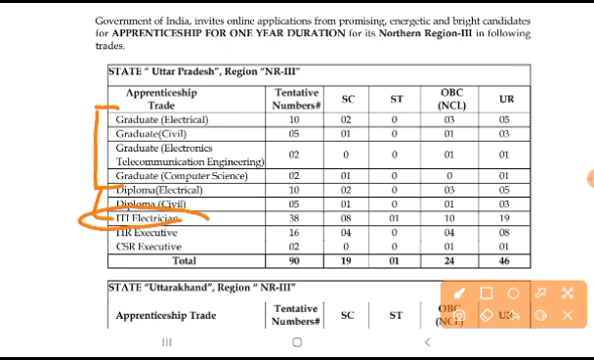 Government of India, invites online applications from promising, energetic and bright candidates
for APPRENTICESHIP FOR ONE YEAR DURATION for its Northern Region-III in following
trades.
STATE " Uttar Pradesh", Region "NR-III"
Apprenticeship Trade Tentative Numbers# SC ST OBC (NCL) UR
Graduate (Electrical) 10 02 0 03 05
Graduate(Civil) 05 01 0 01 03
Graduate (Electronics
Telecommunication Engineering) 02 0 0 01 01
Graduate (Computer Science) 02 01 0 0 01
Diploma(Electrical) 10 02 0 03 05
Diploma (Civil) 05 01 0 01 03
ITI Electrician 38 08 01 10 19
HR Executive 16 04 0 04 08
CSR Executive 02 0 0 01 01
Total 90 19 01 24 46
STATE "Uttarakhand", Region " NR-III"
Apprenticeship Trade Tentative Numbers# SC ST OBC (NCL) UR